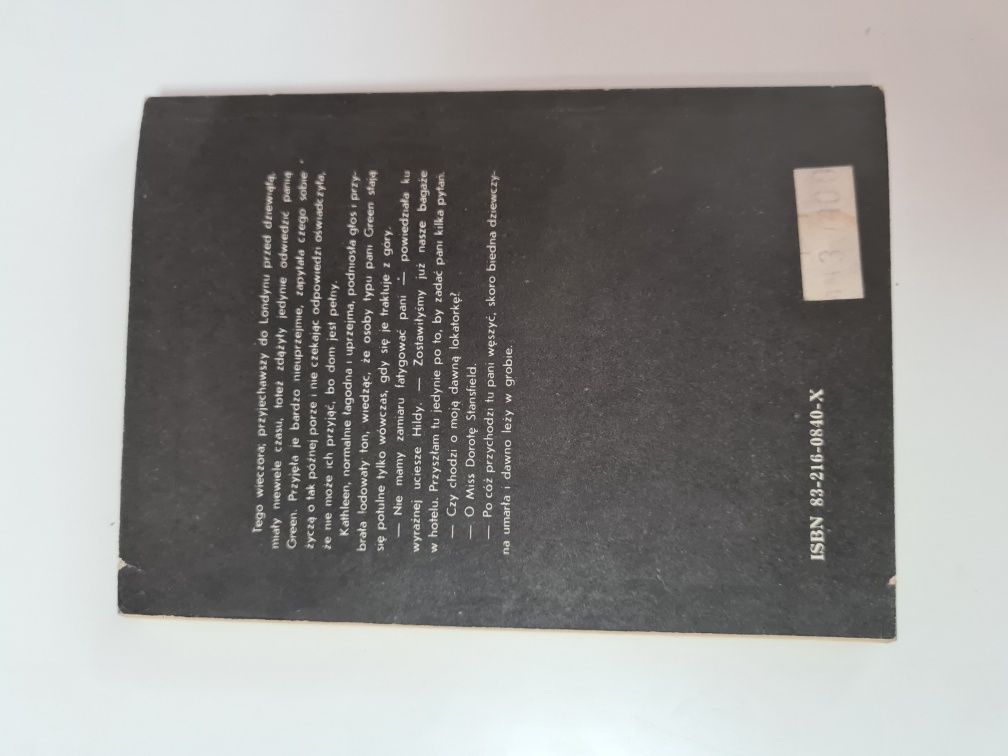 Tego wieczora, przyjechawszy do Londynu przed dziewiątą,
miały niewiele czasu, toteż zdążyły jedynie odwiedzić panią
Green. Przyjęła je bardzo nieuprzejmie, zapytała czego sobie
życzą o tak późnej porze i nie czekając odpowiedzi oświadczyła,
że nie może ich przyjąć, bo dom jest pełny.
Kathleen, normalnie łagodna i uprzejma, podniosła głos i przy-
brała lodowaty ton, wiedząc, że osoby typu pani Green stają
się potulne tylko wówczas, gdy się je traktuje z góry.
— Nie mamy zamiaru fatygować pani — powiedziała ku
wyraźnej uciesze Hildy. — Zostawiłyśmy już nasze bagaże
w hotelu. Przyszłam tu jedynie po to, by zadać pani kilka pytań.
— Czy chodzi o moją dawną lokatorkę?
— O Miss Dorotę Stansfield.
— Po cóż przychodzi tu pani węszyć, skoro biedna dziewczy-
na umarła i dawno leży w grobie.
ISBN 83-216-0840-X